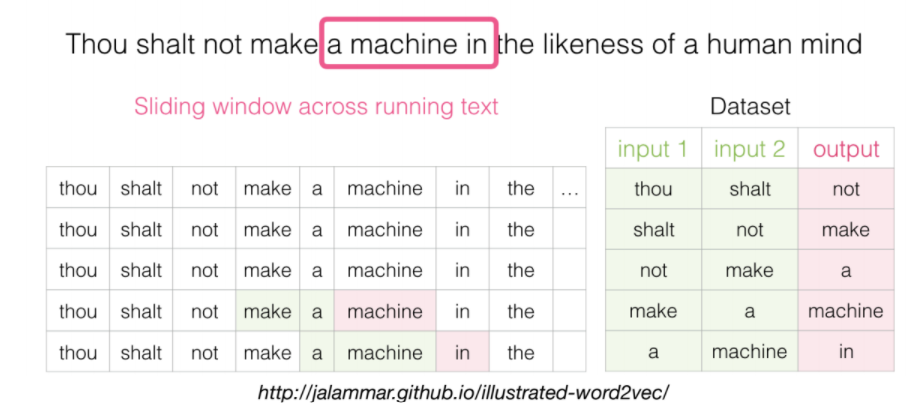 Thou shalt not make a machine in the likeness of a human mind
Sliding window across running text
thou shalt not make a machine in the ...
thou shalt not make a machine in the
thou shalt not make a machine in the
thou shalt not make a machine in the
thou shalt not make a machine in the
Dataset
input 1 input 2 output
thou shalt not
shalt not make
not make a
make a machine
a machine in
http://jalammar.github.io/illustrated-word2vec/